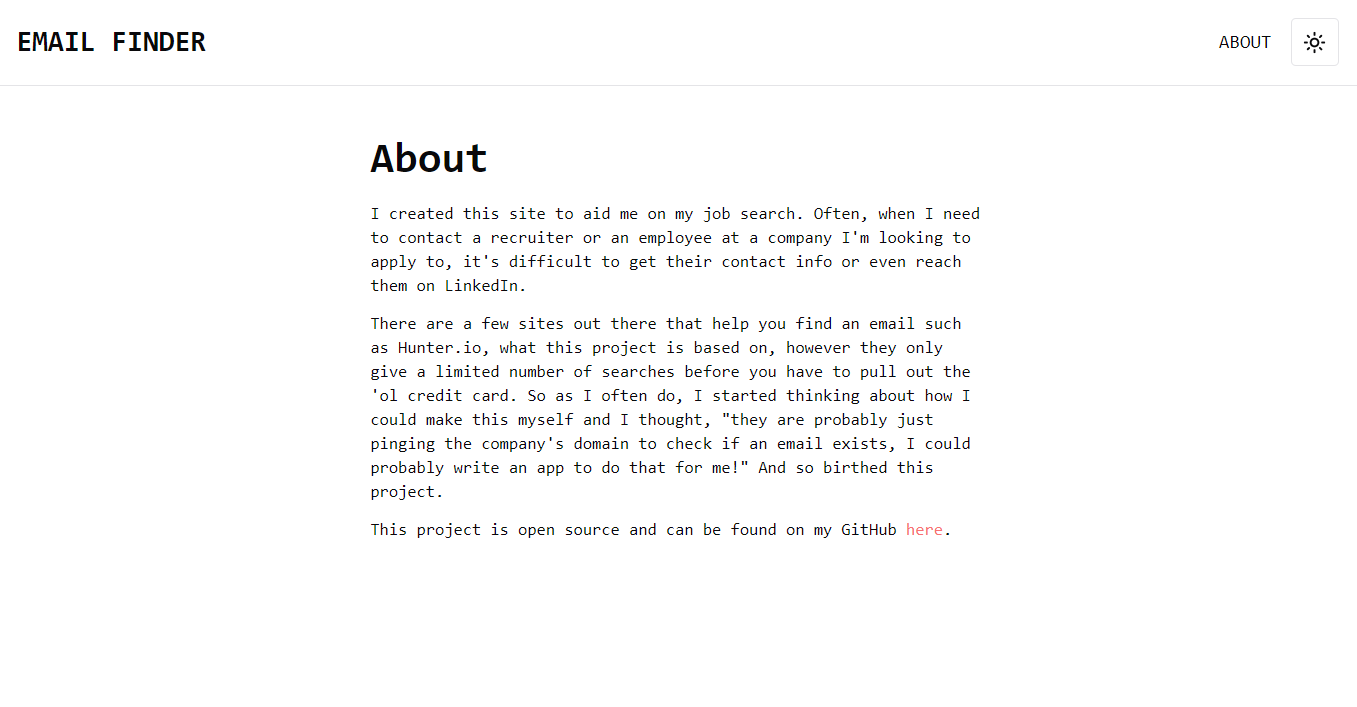 EMAIL FINDER
ABOUT
About
I created this site to aid me on my job search. Often, when I need
to contact a recruiter or an employee at a company I'm looking to
apply to, it's difficult to get their contact info or even reach
them on LinkedIn.
There are a few sites out there that help you find an email such
as Hunter.io, what this project is based on, however they only
give a limited number of searches before you have to pull out the
'ol credit card. So as I often do, I started thinking about how I
could make this myself and I thought, "they are probably just
pinging the company's domain to check if an email exists, I could
probably write an app to do that for me!" And so birthed this
project.
This project is open source and can be found on my GitHub here.